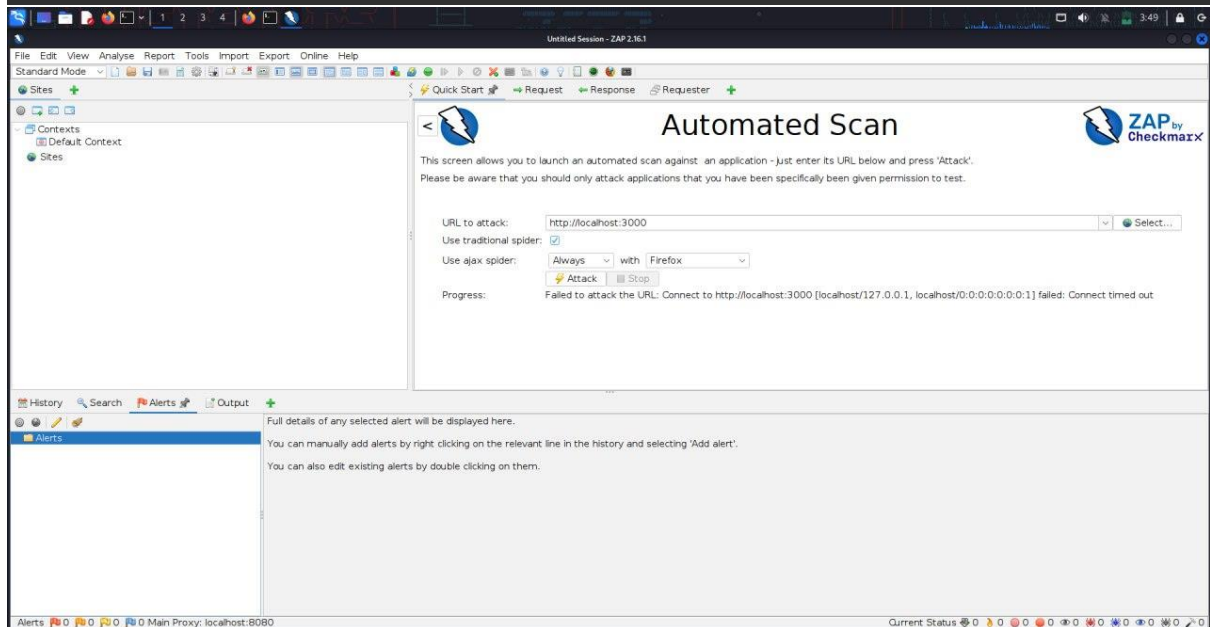 1 2 3 4
3:49
Untitled Session - ZAP 2.16.1
File Edit View Analyse Report Tools Import Export Online Help
Standard Mode
Sites
Quick Start Request Response Requester
Contexts
Default Context
Sites
<
Automated Scan
ZAP by Checkmarx
This screen allows you to launch an automated scan against an application - just enter its URL below and press 'Attack'.
Please be aware that you should only attack applications that you have been specifically been given permission to test.
URL to attack: http://localhost:3000 Select...
Use traditional spider:
Use ajax spider: Always with Firefox
Attack Stop
Progress: Failed to attack the URL: Connect to http://localhost:3000 [localhost/127.0.0.1, localhost/0:0:0:0:0:0:0:1] failed: Connect timed out
History Search Alerts Output
Alerts
Full details of any selected alert will be displayed here.
You can manually add alerts by right clicking on the relevant line in the history and selecting 'Add alert'.
You can also edit existing alerts by double clicking on them.
Alerts 0 0 0 0 Main Proxy: localhost:8080
Current Status 0 0 0 0 0 0 0 0 0 0